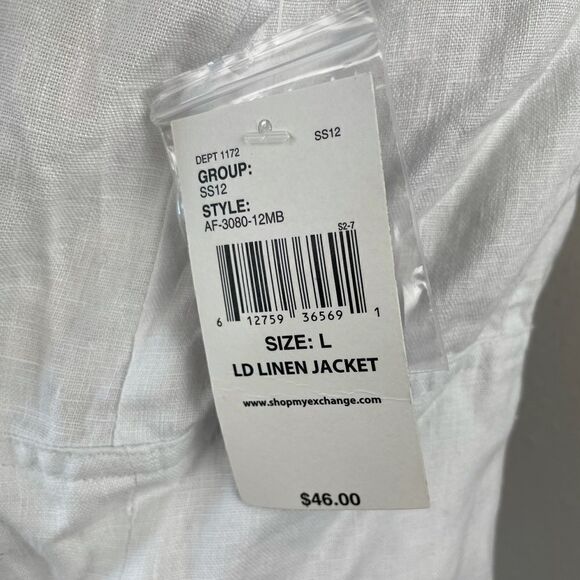 SS12
DEPT 1172
GROUP:
SS12
STYLE:
AF-3080-12MB
S2-7
6 12759 36569 1
SIZE: L
LD LINEN JACKET
www.shopmyexchange.com
$46.00